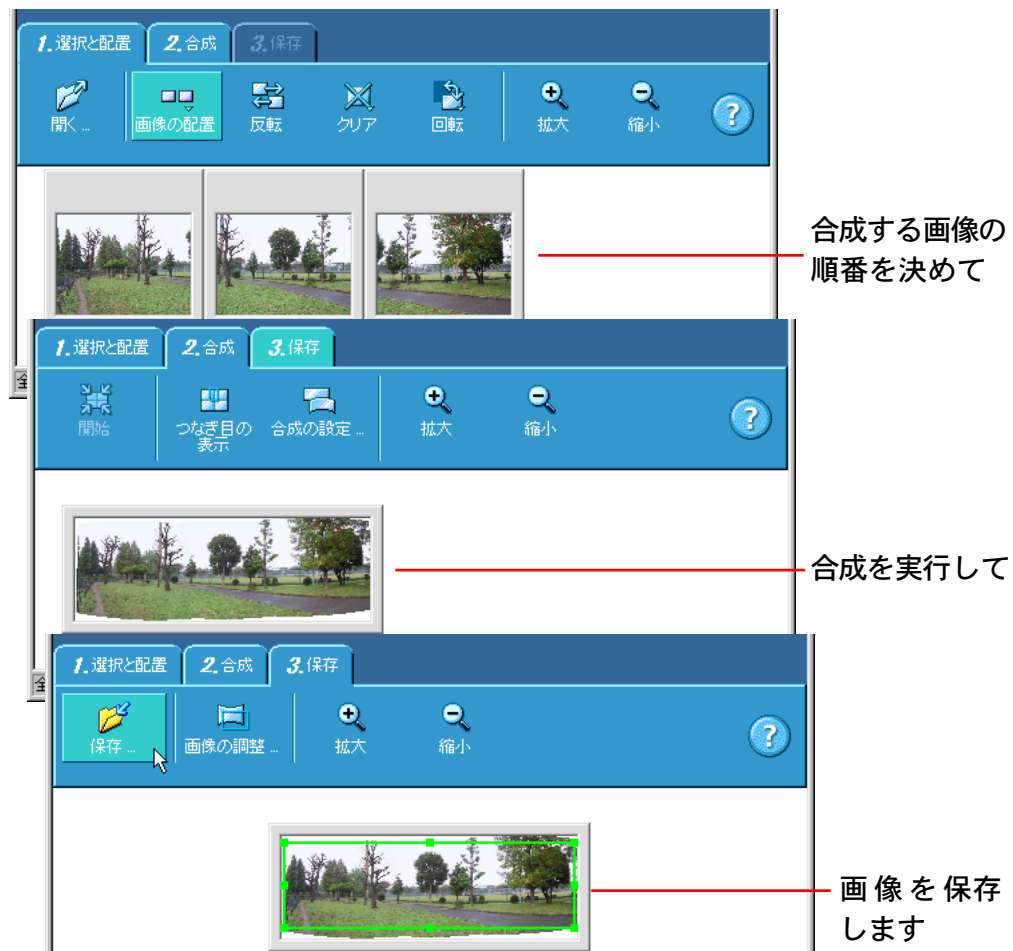 1.選択と配置 2.合成 3.保存
開く... 画像の配置 反転 クリア 回転 拡大 縮小 ?
合成する画像の
順番を決めて
1.選択と配置 2.合成 3.保存
全
開始 つなぎ目の 合成の設定... 拡大 縮小 ?
表示
合成を実行して
1.選択と配置 2.合成 3.保存
全
保存... 画像の調整... 拡大 縮小 ?
画像を保存
します